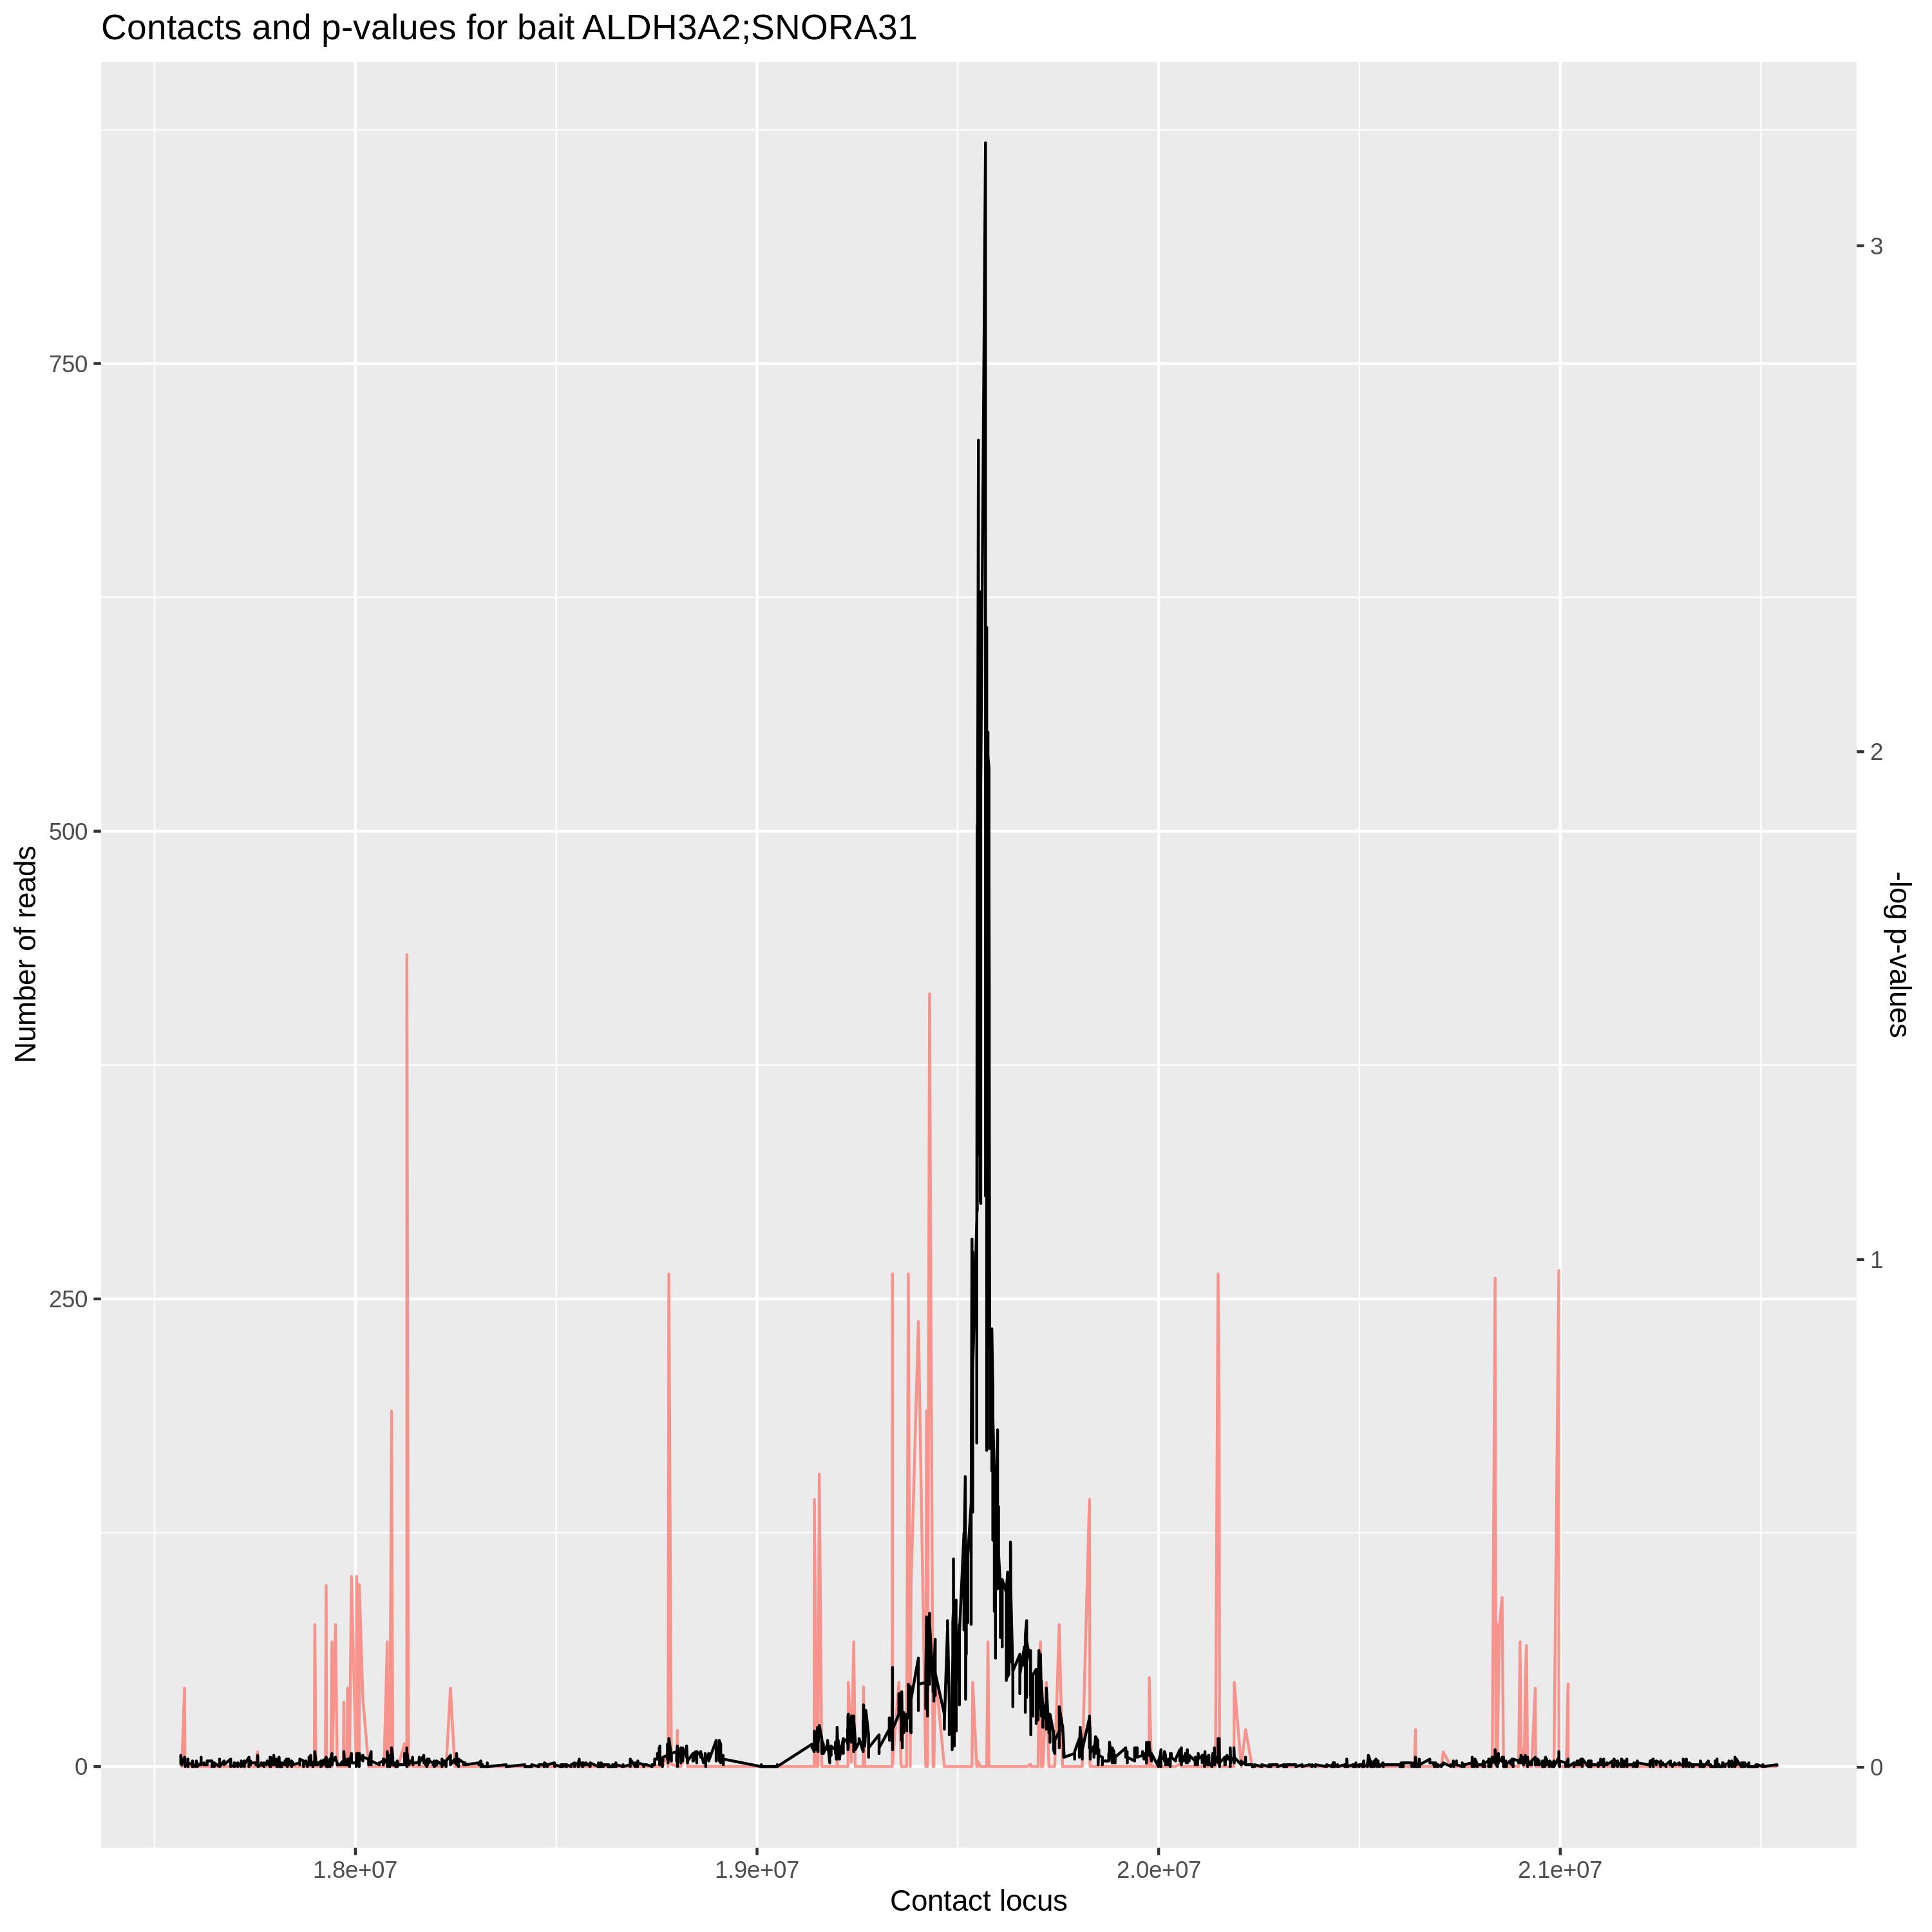 Contacts and p-values for bait ALDH3A2;SNORA31
Number of reads
750
500
250
0
3
2
1
0
-log p-values
1.8e+07
1.9e+07
2.0e+07
2.1e+07
Contact locus